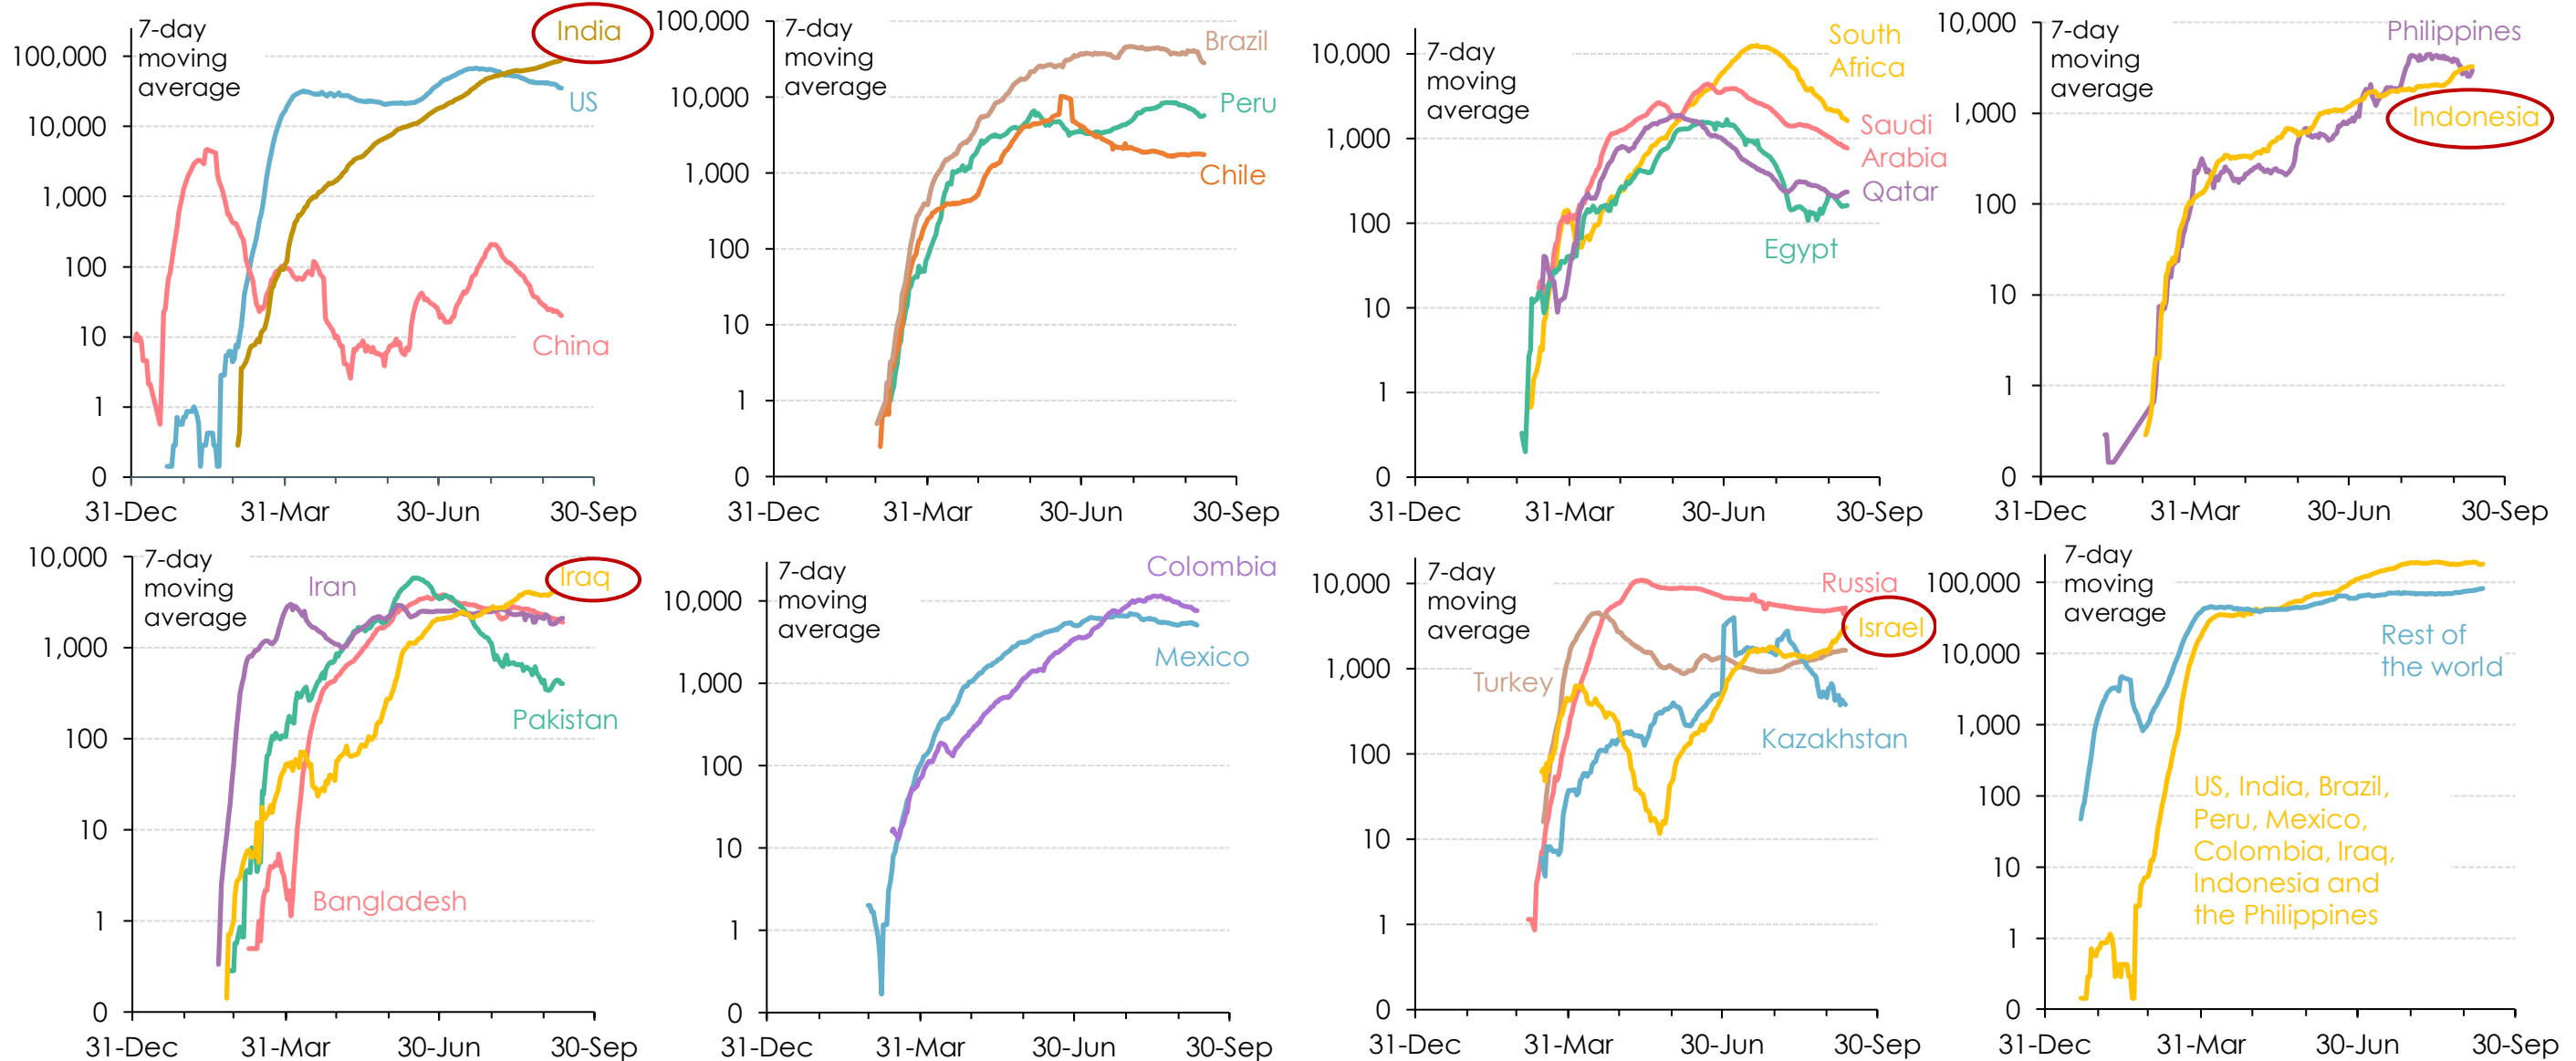 7-day
moving
average
India
US
China
100,000
10,000
1,000
100
10
1
0
31-Dec
31-Mar
30-Jun
30-Sep
7-day
moving
average
Brazil
Peru
Chile
100,000
10,000
1,000
100
10
1
0
31-Dec
31-Mar
30-Jun
30-Sep
7-day
moving
average
South
Africa
Saudi
Arabia
Qatar
Egypt
10,000
1,000
100
10
1
0
31-Dec
31-Mar
30-Jun
30-Sep
7-day
moving
average
Philippines
Indonesia
10,000
1,000
100
10
1
0
31-Dec
31-Mar
30-Jun
30-Sep
7-day
moving
average
Iran
Iraq
Pakistan
Bangladesh
10,000
1,000
100
10
1
0
31-Dec
31-Mar
30-Jun
30-Sep
7-day
moving
average
Colombia
Mexico
10,000
1,000
100
10
1
0
31-Dec
31-Mar
30-Jun
30-Sep
7-day
moving
average
Russia
Israel
Turkey
Kazakhstan
10,000
1,000
100
10
1
0
31-Dec
31-Mar
30-Jun
30-Sep
7-day
moving
average
Rest of
the world
US, India, Brazil,
Peru, Mexico,
Colombia, Iraq,
Indonesia and
the Philippines
100,000
10,000
1,000
100
10
1
0
31-Dec
31-Mar
30-Jun
30-Sep